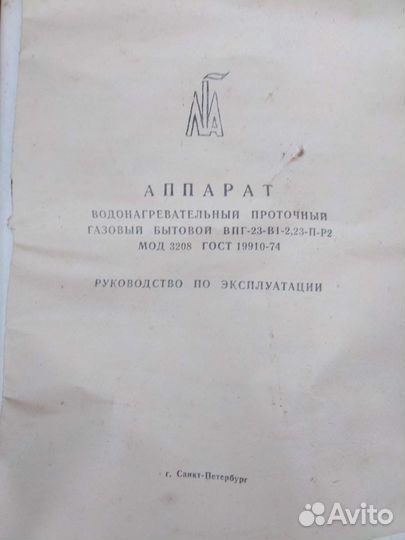 АППАРАТ
ВОДОНАГРЕВАТЕЛЬНЫЙ ПРОТОЧНЫЙ
ГАЗОВЫЙ БЫТОВОЙ ВПГ-23-В1-2,23-П-Р2
МОД 3208 ГОСТ 19910-74
РУКОВОДСТВО ПО ЭКСПЛУАТАЦИИ
г. Санкт-Петербург
Avito